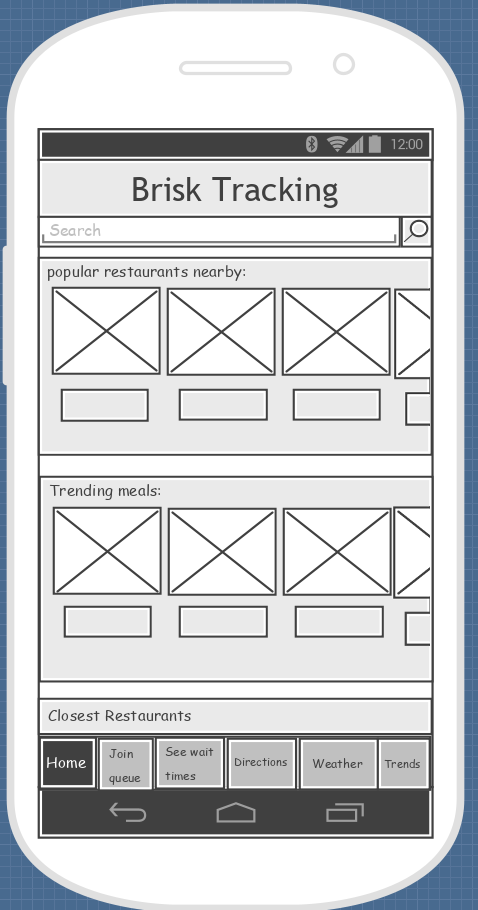 12:00
Brisk Tracking
Search
popular restaurants nearby:
Trending meals:
Closest Restaurants
Home
Join
queue
See wait
times
Directions
Weather
Trends